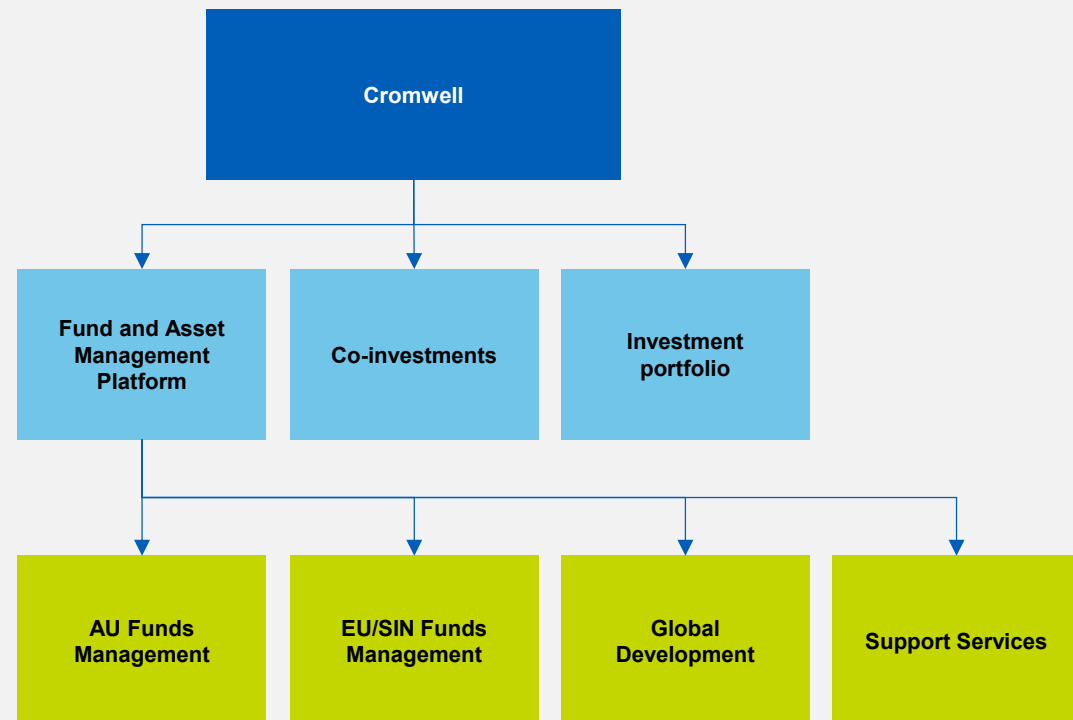 Cromwell
Fund and Asset
Management
Platform
Co-investments
Investment
portfolio
AU Funds
Management
EU/SIN Funds
Management
Global
Development
Support Services